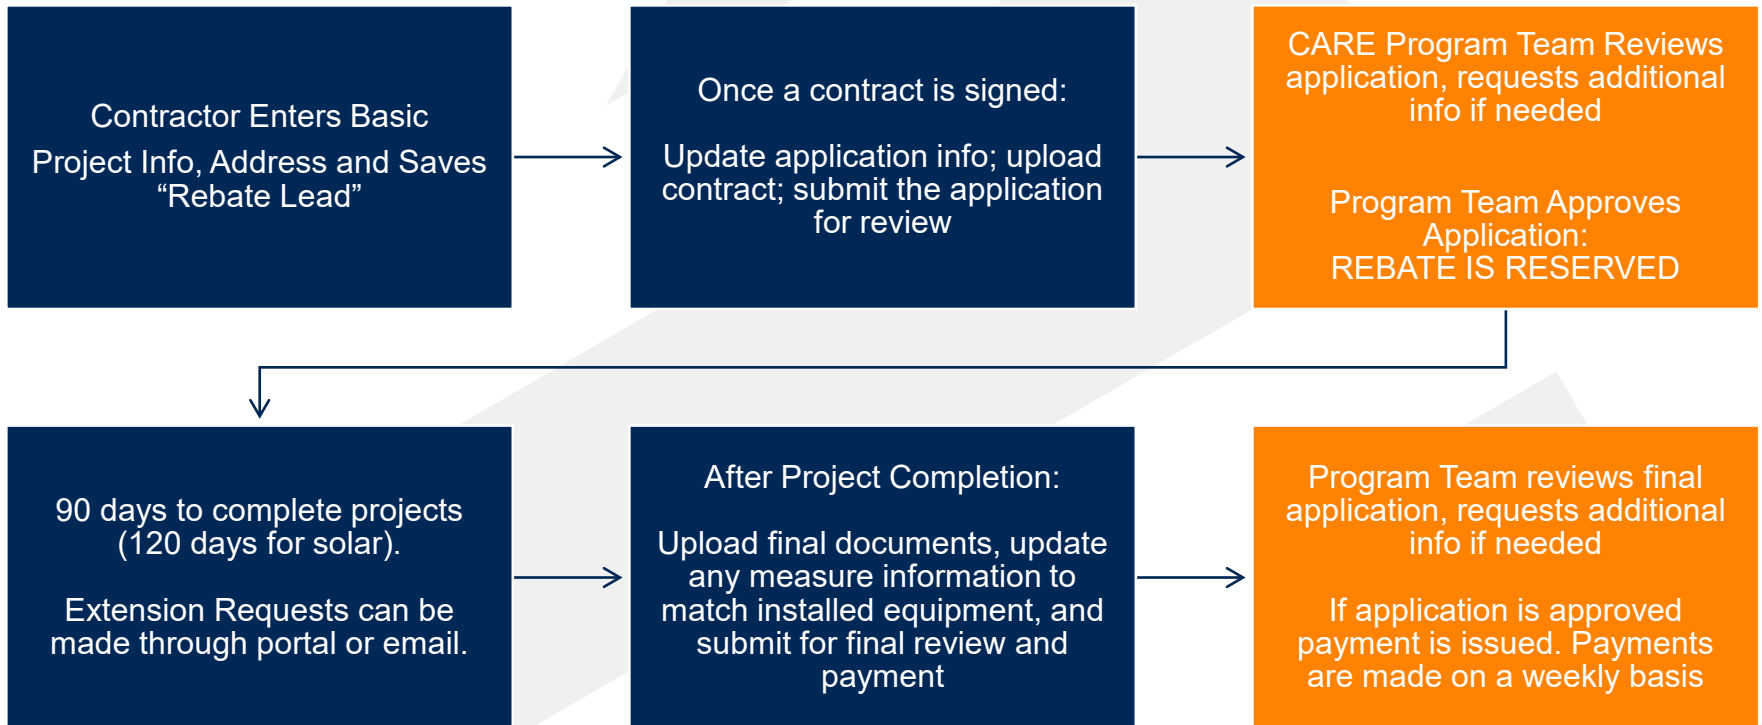 Contractor Enters Basic
Project Info, Address and Saves
“Rebate Lead”
Once a contract is signed:
Update application info; upload
contract; submit the application
for review
CARE Program Team Reviews
application, requests additional
info if needed
Program Team Approves
Application:
REBATE IS RESERVED
90 days to complete projects
(120 days for solar).
Extension Requests can be
made through portal or email.
After Project Completion:
Upload final documents, update
any measure information to
match installed equipment, and
submit for final review and
payment
Program Team reviews final
application, requests additional
info if needed
If application is approved
payment is issued. Payments
are made on a weekly basis